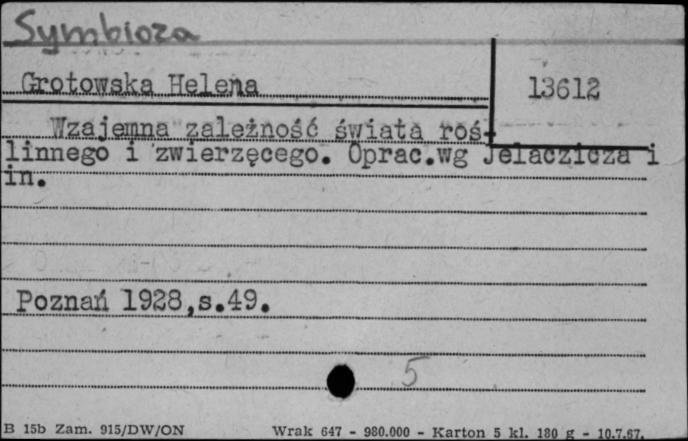 Symbioza
Grotowska Helena
13612
Wzajemna zależność świata roś-
linnego i zwierzęcego. Oprac.wg Jelaczicza i
in.
Poznań 1928,s.49.
5
B 15b Zam. 915/DW/ON Wrak 647 - 980.000 - Karton 5 kl. 180 g - 10.7.67.